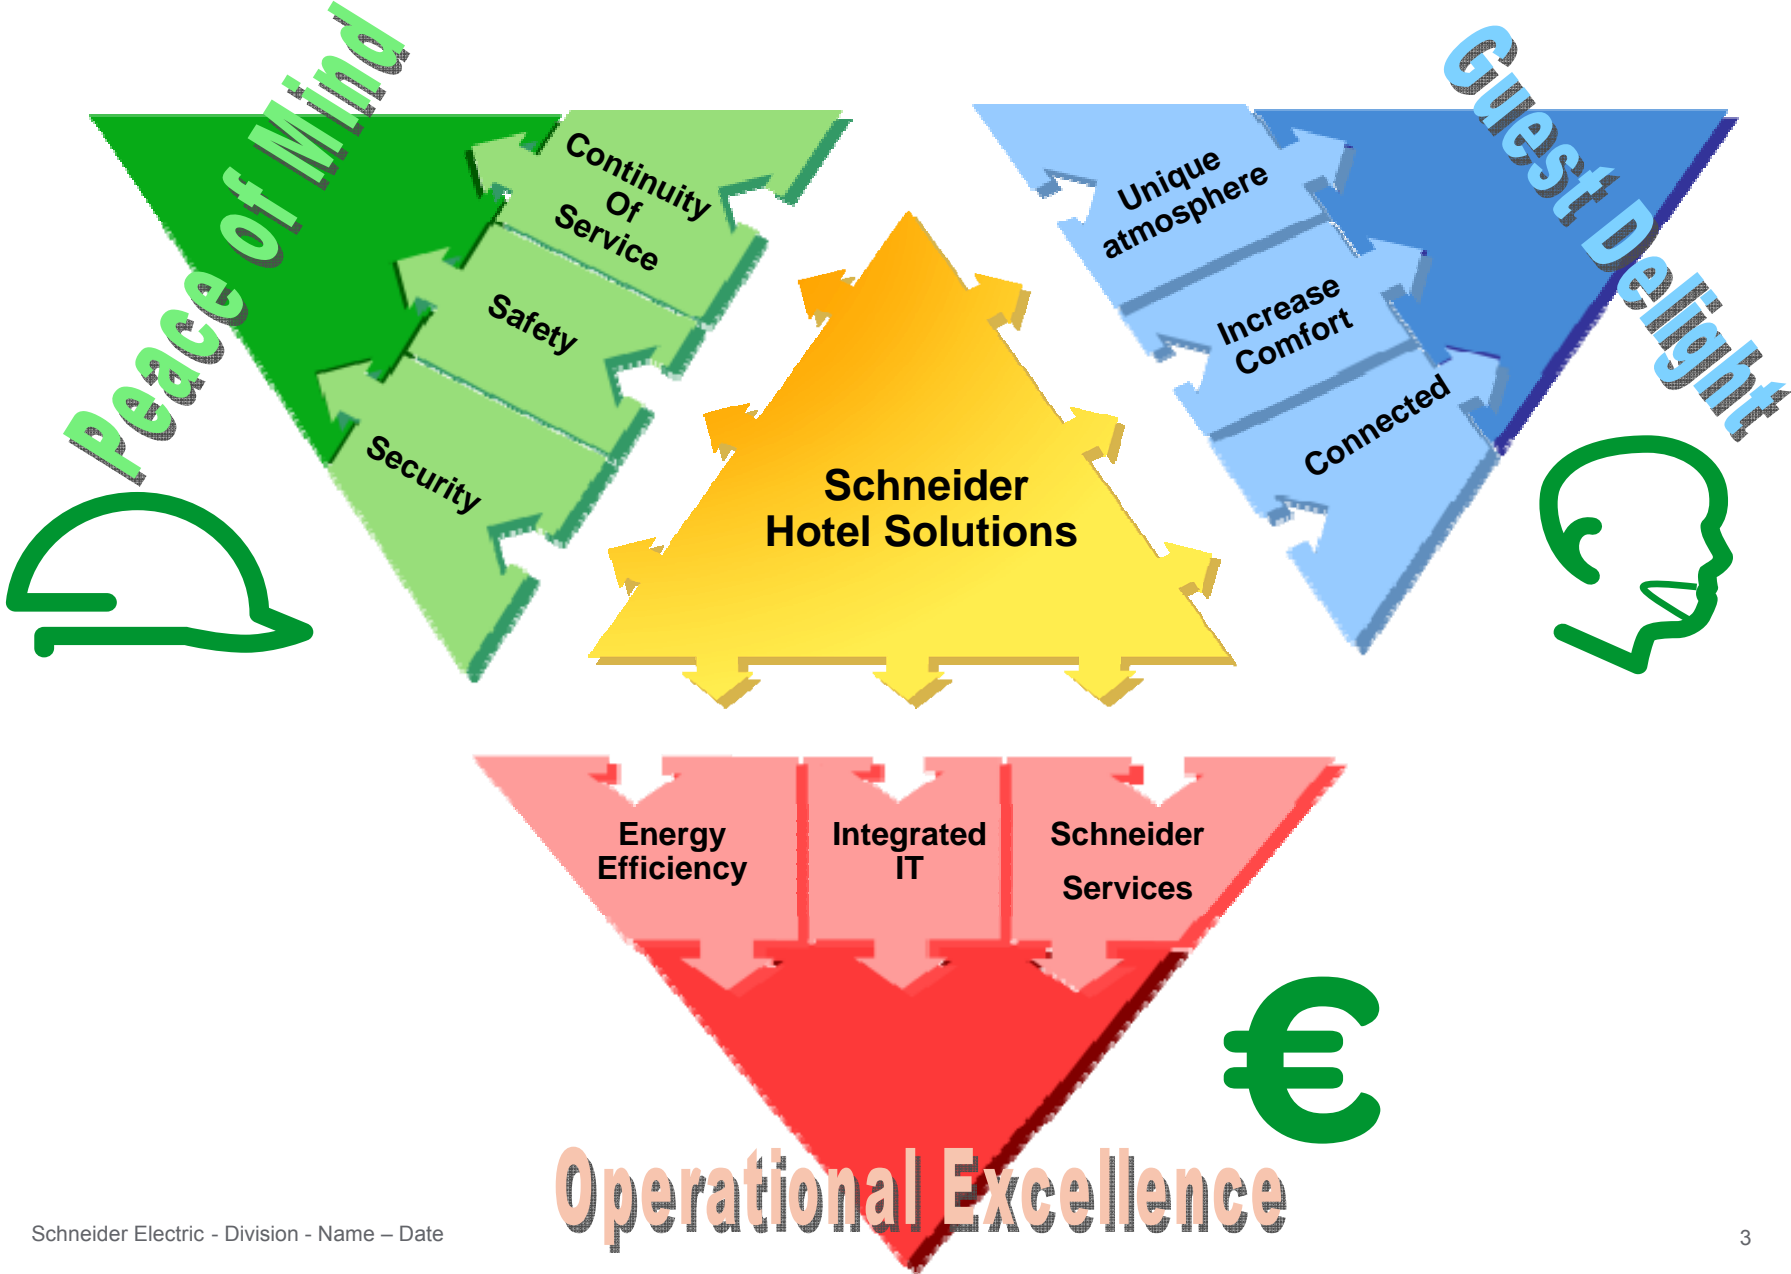 Peace of Mind
Continuity
Of
Service
Safety
Security
Guest Delight
Unique
atmosphere
Increase
Comfort
Connected
Schneider
Hotel Solutions
Energy
Efficiency
Integrated
IT
Schneider
Services
€
Operational Excellence
Schneider Electric - Division - Name – Date
3